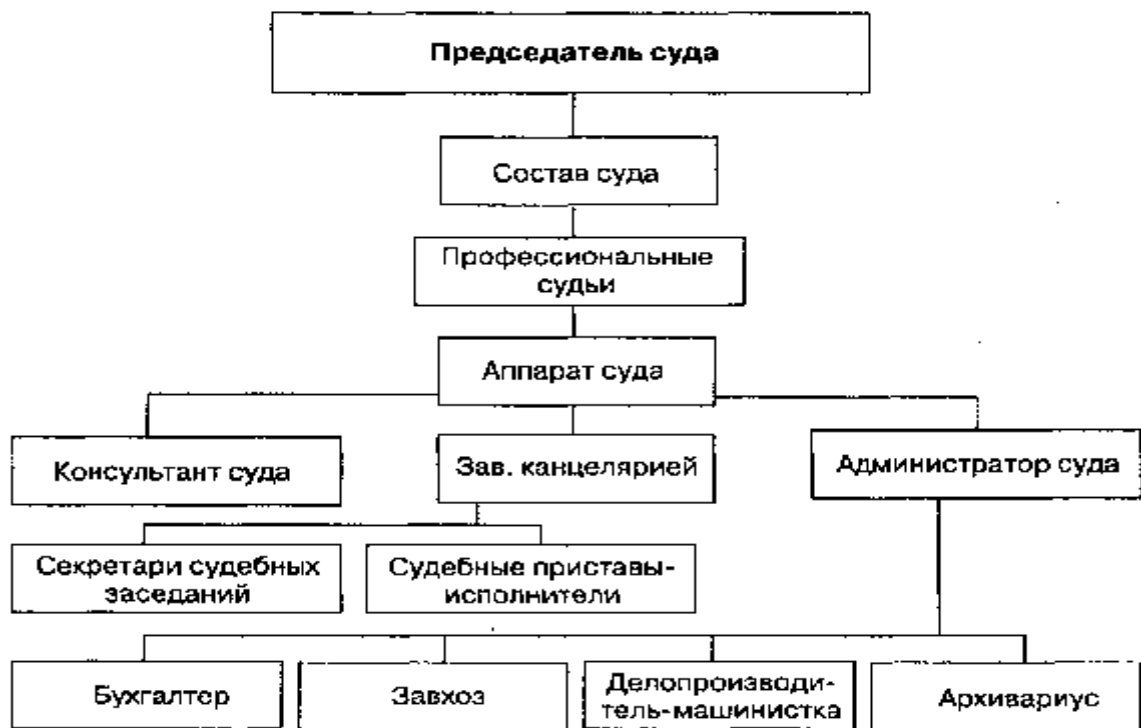 Председатель суда
Состав суда
Профессиональные
судьи
Аппарат суда
Консультант суда
Зав. канцелярией
Администратор суда
Секретари судебных
заседаний
Судебные приставы-
исполнители
Бухгалтер
Завхоз
Делопроизводи-
тель-машинистка
Архивариус